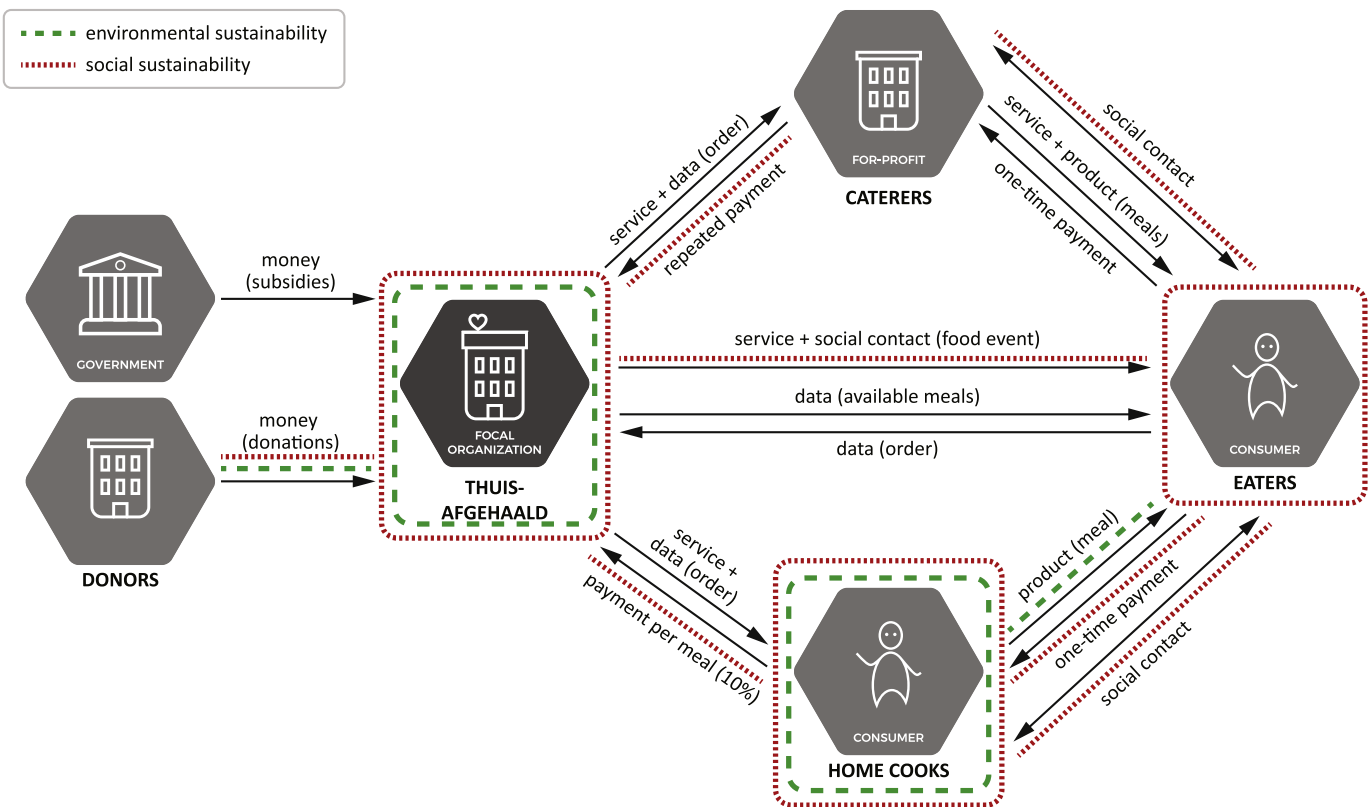 environmental sustainability
social sustainability
FOR-PROFIT
CATERERS
social contact
service + product (meals)
one-time payment
service + data (order)
repeated payment
money
(subsidies)
GOVERNMENT
money
(donations)
DONORS
FOCAL
ORGANIZATION
THUIS-
AFGEHAALD
service + social contact (food event)
data (available meals)
data (order)
CONSUMER
EATERS
service +
data (order)
payment per meal (10%)
product (meal)
one-time payment
social contact
CONSUMER
HOME COOKS